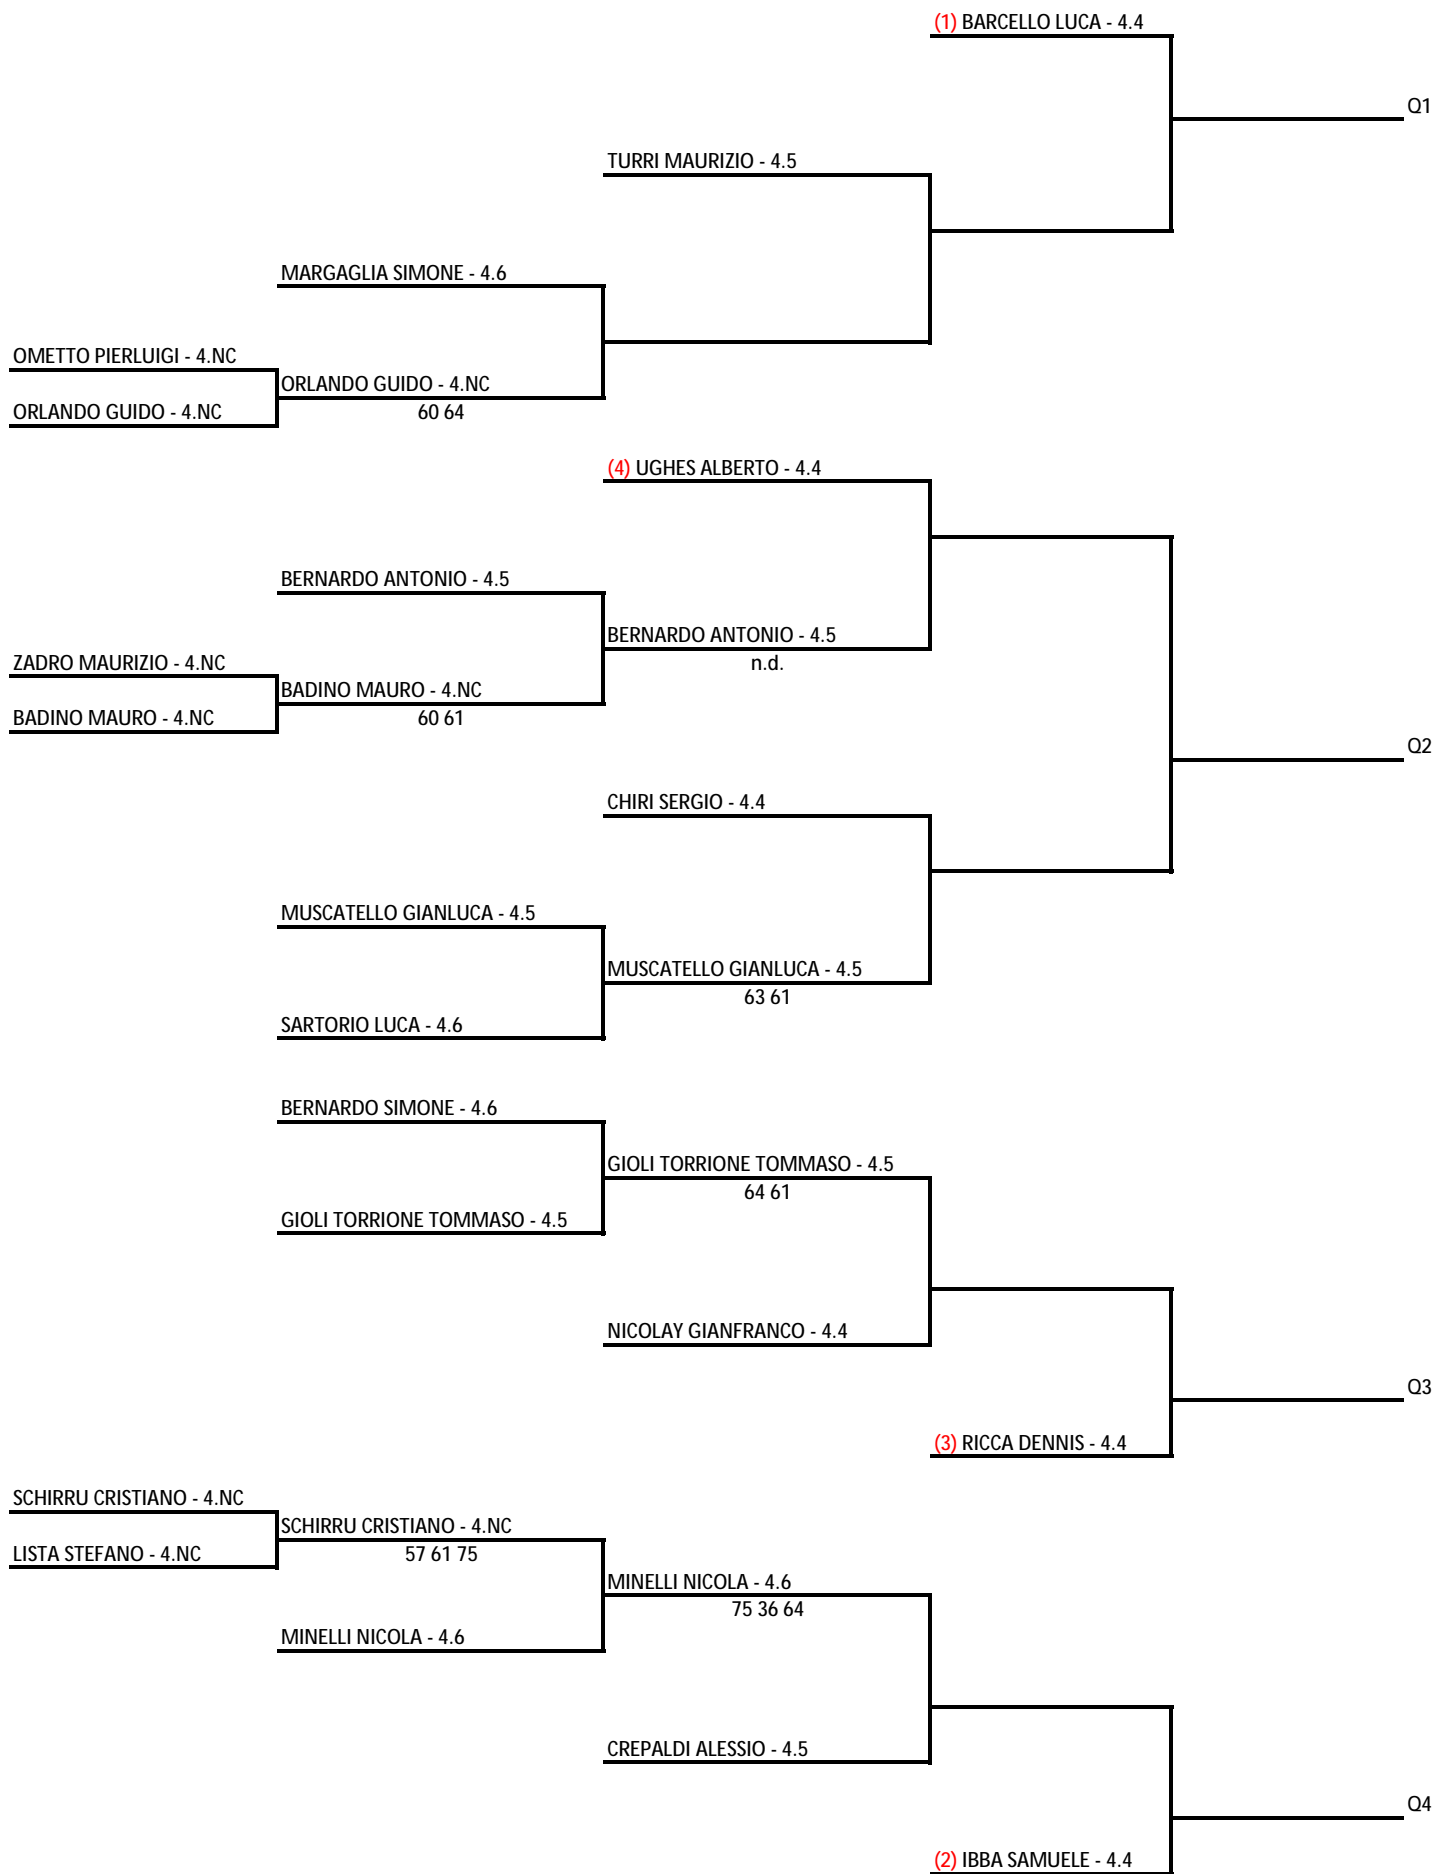 (1) BARCELLO LUCA - 4.4
Q1
TURRI MAURIZIO - 4.5
MARGAGLIA SIMONE - 4.6
OMETTO PIERLUIGI - 4.NC
ORLANDO GUIDO - 4.NC
ORLANDO GUIDO - 4.NC
60 64
(4) UGHES ALBERTO - 4.4
BERNARDO ANTONIO - 4.5
BERNARDO ANTONIO - 4.5
n.d.
ZADRO MAURIZIO - 4.NC
BADINO MAURO - 4.NC
BADINO MAURO - 4.NC
60 61
Q2
CHIRI SERGIO - 4.4
MUSCATELLO GIANLUCA - 4.5
MUSCATELLO GIANLUCA - 4.5
63 61
SARTORIO LUCA - 4.6
BERNARDO SIMONE - 4.6
GIOLI TORRIONE TOMMASO - 4.5
64 61
GIOLI TORRIONE TOMMASO - 4.5
NICOLAY GIANFRANCO - 4.4
Q3
(3) RICCA DENNIS - 4.4
SCHIRRU CRISTIANO - 4.NC
SCHIRRU CRISTIANO - 4.NC
LISTA STEFANO - 4.NC
57 61 75
MINELLI NICOLA - 4.6
75 36 64
MINELLI NICOLA - 4.6
CREPALDI ALESSIO - 4.5
Q4
(2) IBBA SAMUELE - 4.4